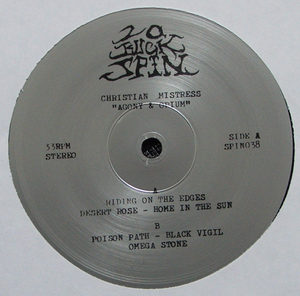 20
BUCK
SPIN
CHRISTIAN MISTRESS
"AGONY & OPIUM"
33RPM
STEREO
SIDE A
SPIN038
A
RIDING ON THE EDGES
DESERT ROSE - HOME IN THE SUN
B
POISON PATH - BLACK VIGIL
OMEGA STONE